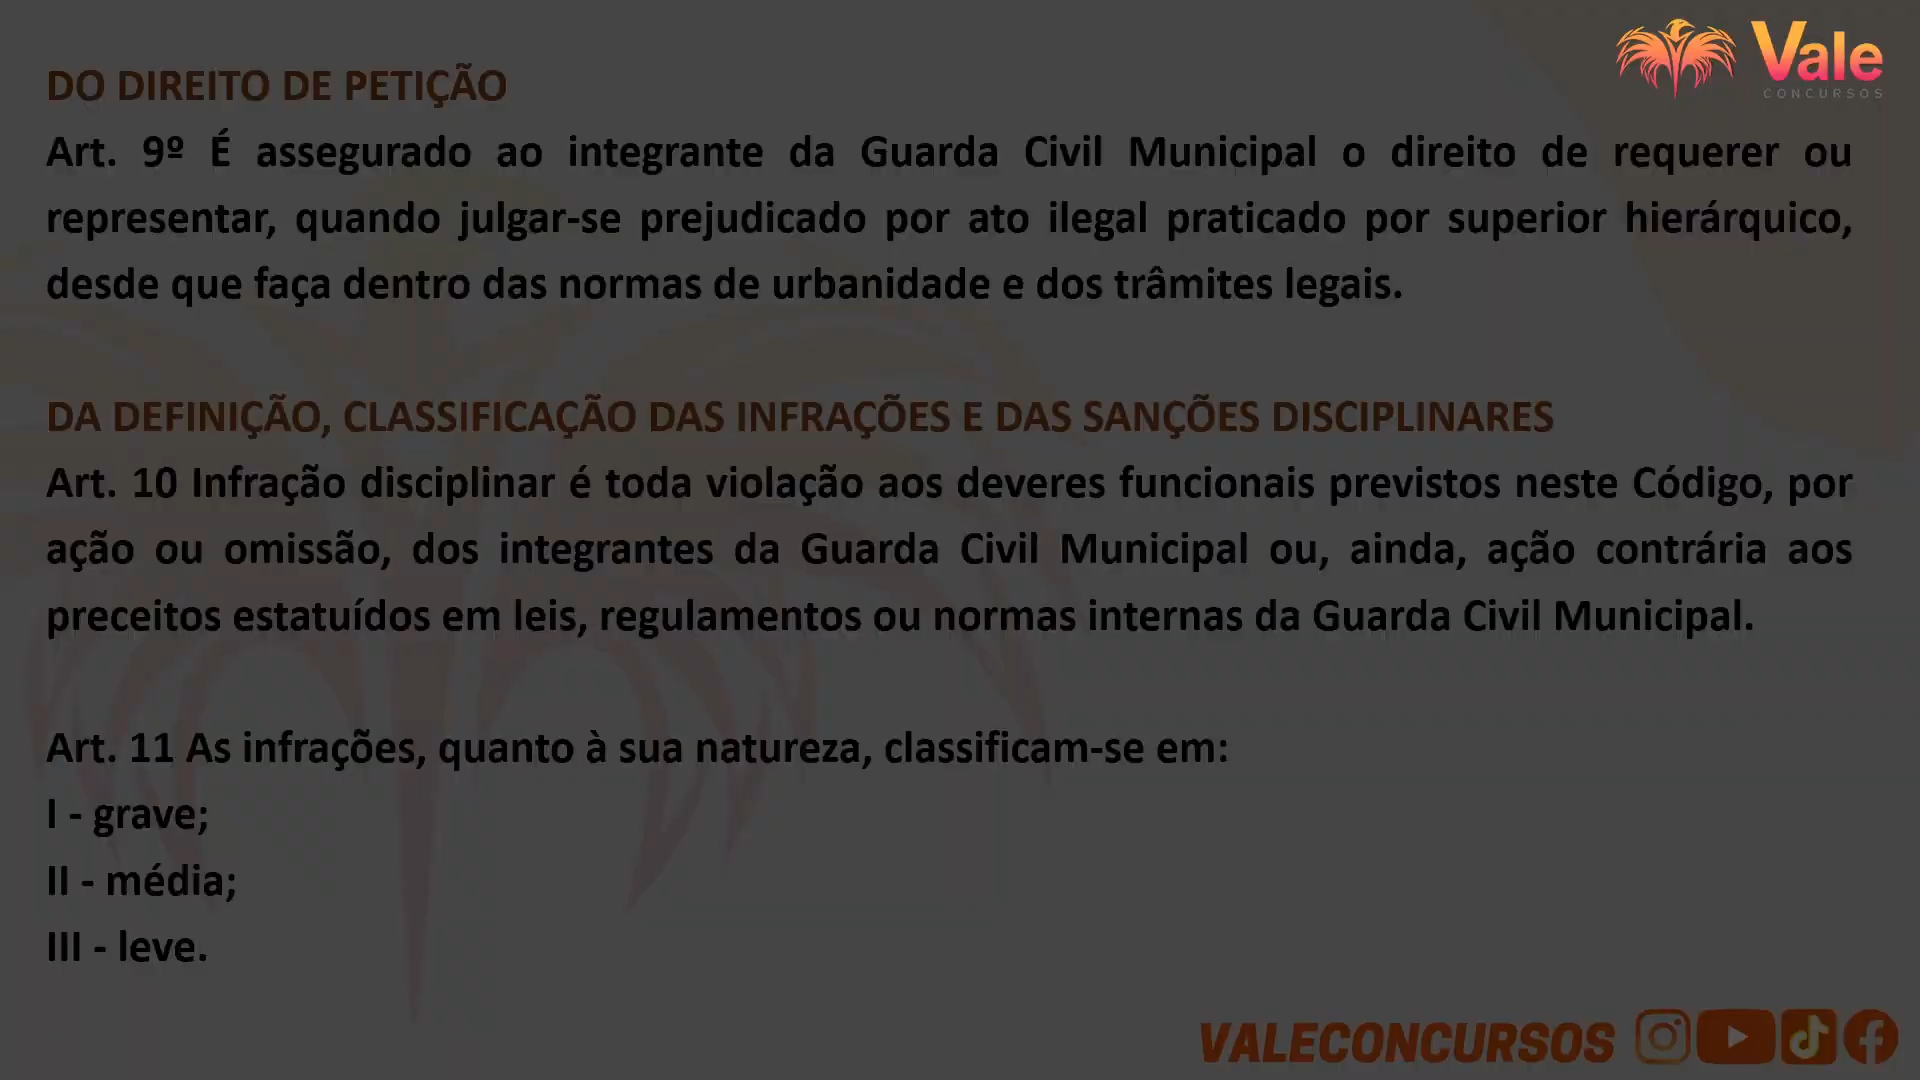 Vale
CONCURSOS
DO DIREITO DE PETIÇÃO
Art. 9º É assegurado ao integrante da Guarda Civil Municipal o direito de requerer ou
representar, quando julgar-se prejudicado por ato ilegal praticado por superior hierárquico,
desde que faça dentro das normas de urbanidade e dos trâmites legais.
DA DEFINIÇÃO, CLASSIFICAÇÃO DAS INFRAÇÕES E DAS SANÇÕES DISCIPLINARES
Art. 10 Infração disciplinar é toda violação aos deveres funcionais previstos neste Código, por
ação ou omissão, dos integrantes da Guarda Civil Municipal ou, ainda, ação contrária aos
preceitos estatuídos em leis, regulamentos ou normas internas da Guarda Civil Municipal.
Art. 11 As infrações, quanto à sua natureza, classificam-se em:
I - grave;
II - média;
III - leve.
VALECONCURSOS